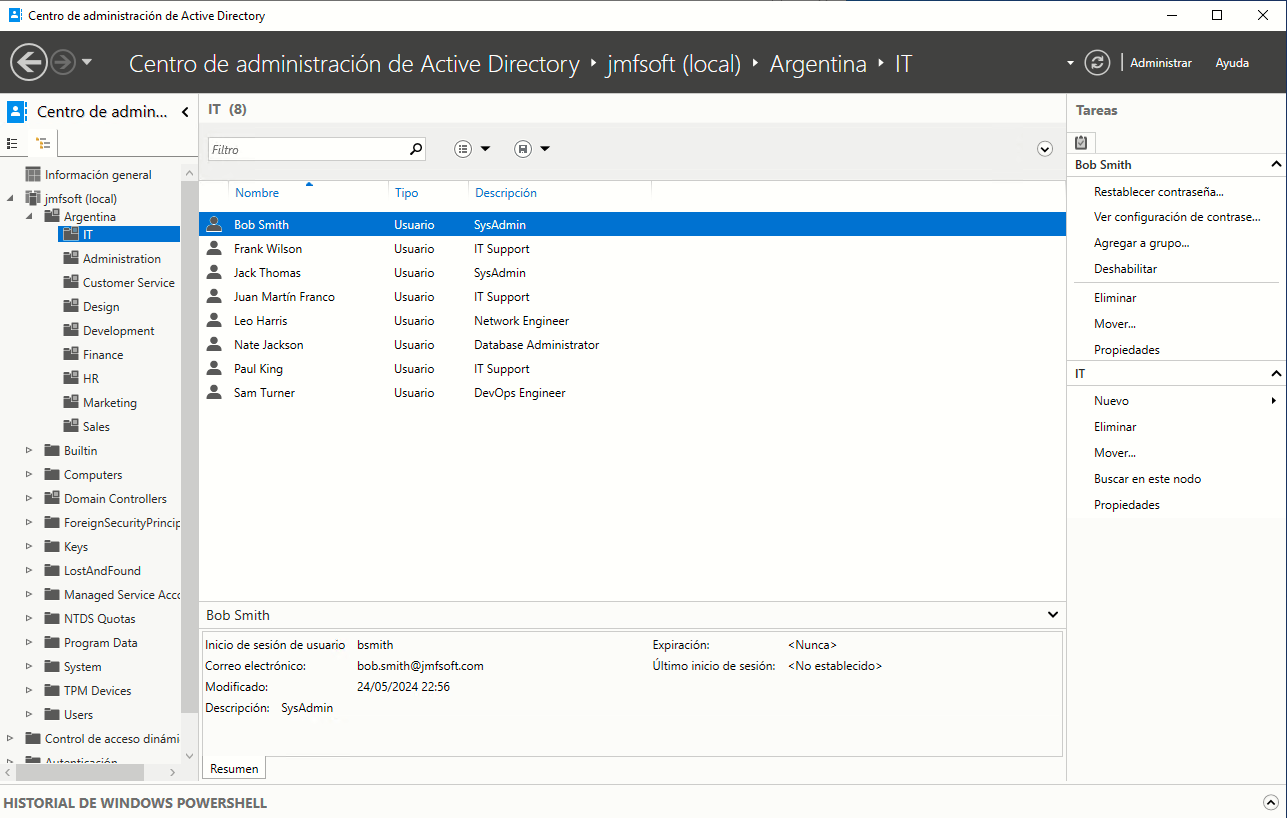 Centro de administración de Active Directory
Centro de administración de Active Directory jmfsoft (local) Argentina IT
Administrar Ayuda
Centro de admin...
Información general
jmfsoft (local)
Argentina
IT
Administration
Customer Service
Design
Development
Finance
HR
Marketing
Sales
Builtin
Computers
Domain Controllers
ForeignSecurityPrincip
Keys
LostAndFound
Managed Service Acco
NTDS Quotas
Program Data
System
TPM Devices
Users
Control de acceso dinámi
Autenticación
IT (8)
Filtro
Nombre Tipo Descripción
Bob Smith Usuario SysAdmin
Frank Wilson Usuario IT Support
Jack Thomas Usuario SysAdmin
Juan Martín Franco Usuario IT Support
Leo Harris Usuario Network Engineer
Nate Jackson Usuario Database Administrator
Paul King Usuario IT Support
Sam Turner Usuario DevOps Engineer
Bob Smith
Inicio de sesión de usuario bsmith Expiración: <Nunca>
Correo electrónico: bob.smith@jmfsoft.com Último inicio de sesión: <No establecido>
Modificado: 24/05/2024 22:56
Descripción: SysAdmin
Resumen
Tareas
Bob Smith
Restablecer contraseña...
Ver configuración de contrase...
Agregar a grupo...
Deshabilitar
Eliminar
Mover...
Propiedades
IT
Nuevo
Eliminar
Mover...
Buscar en este nodo
Propiedades
HISTORIAL DE WINDOWS POWERSHELL